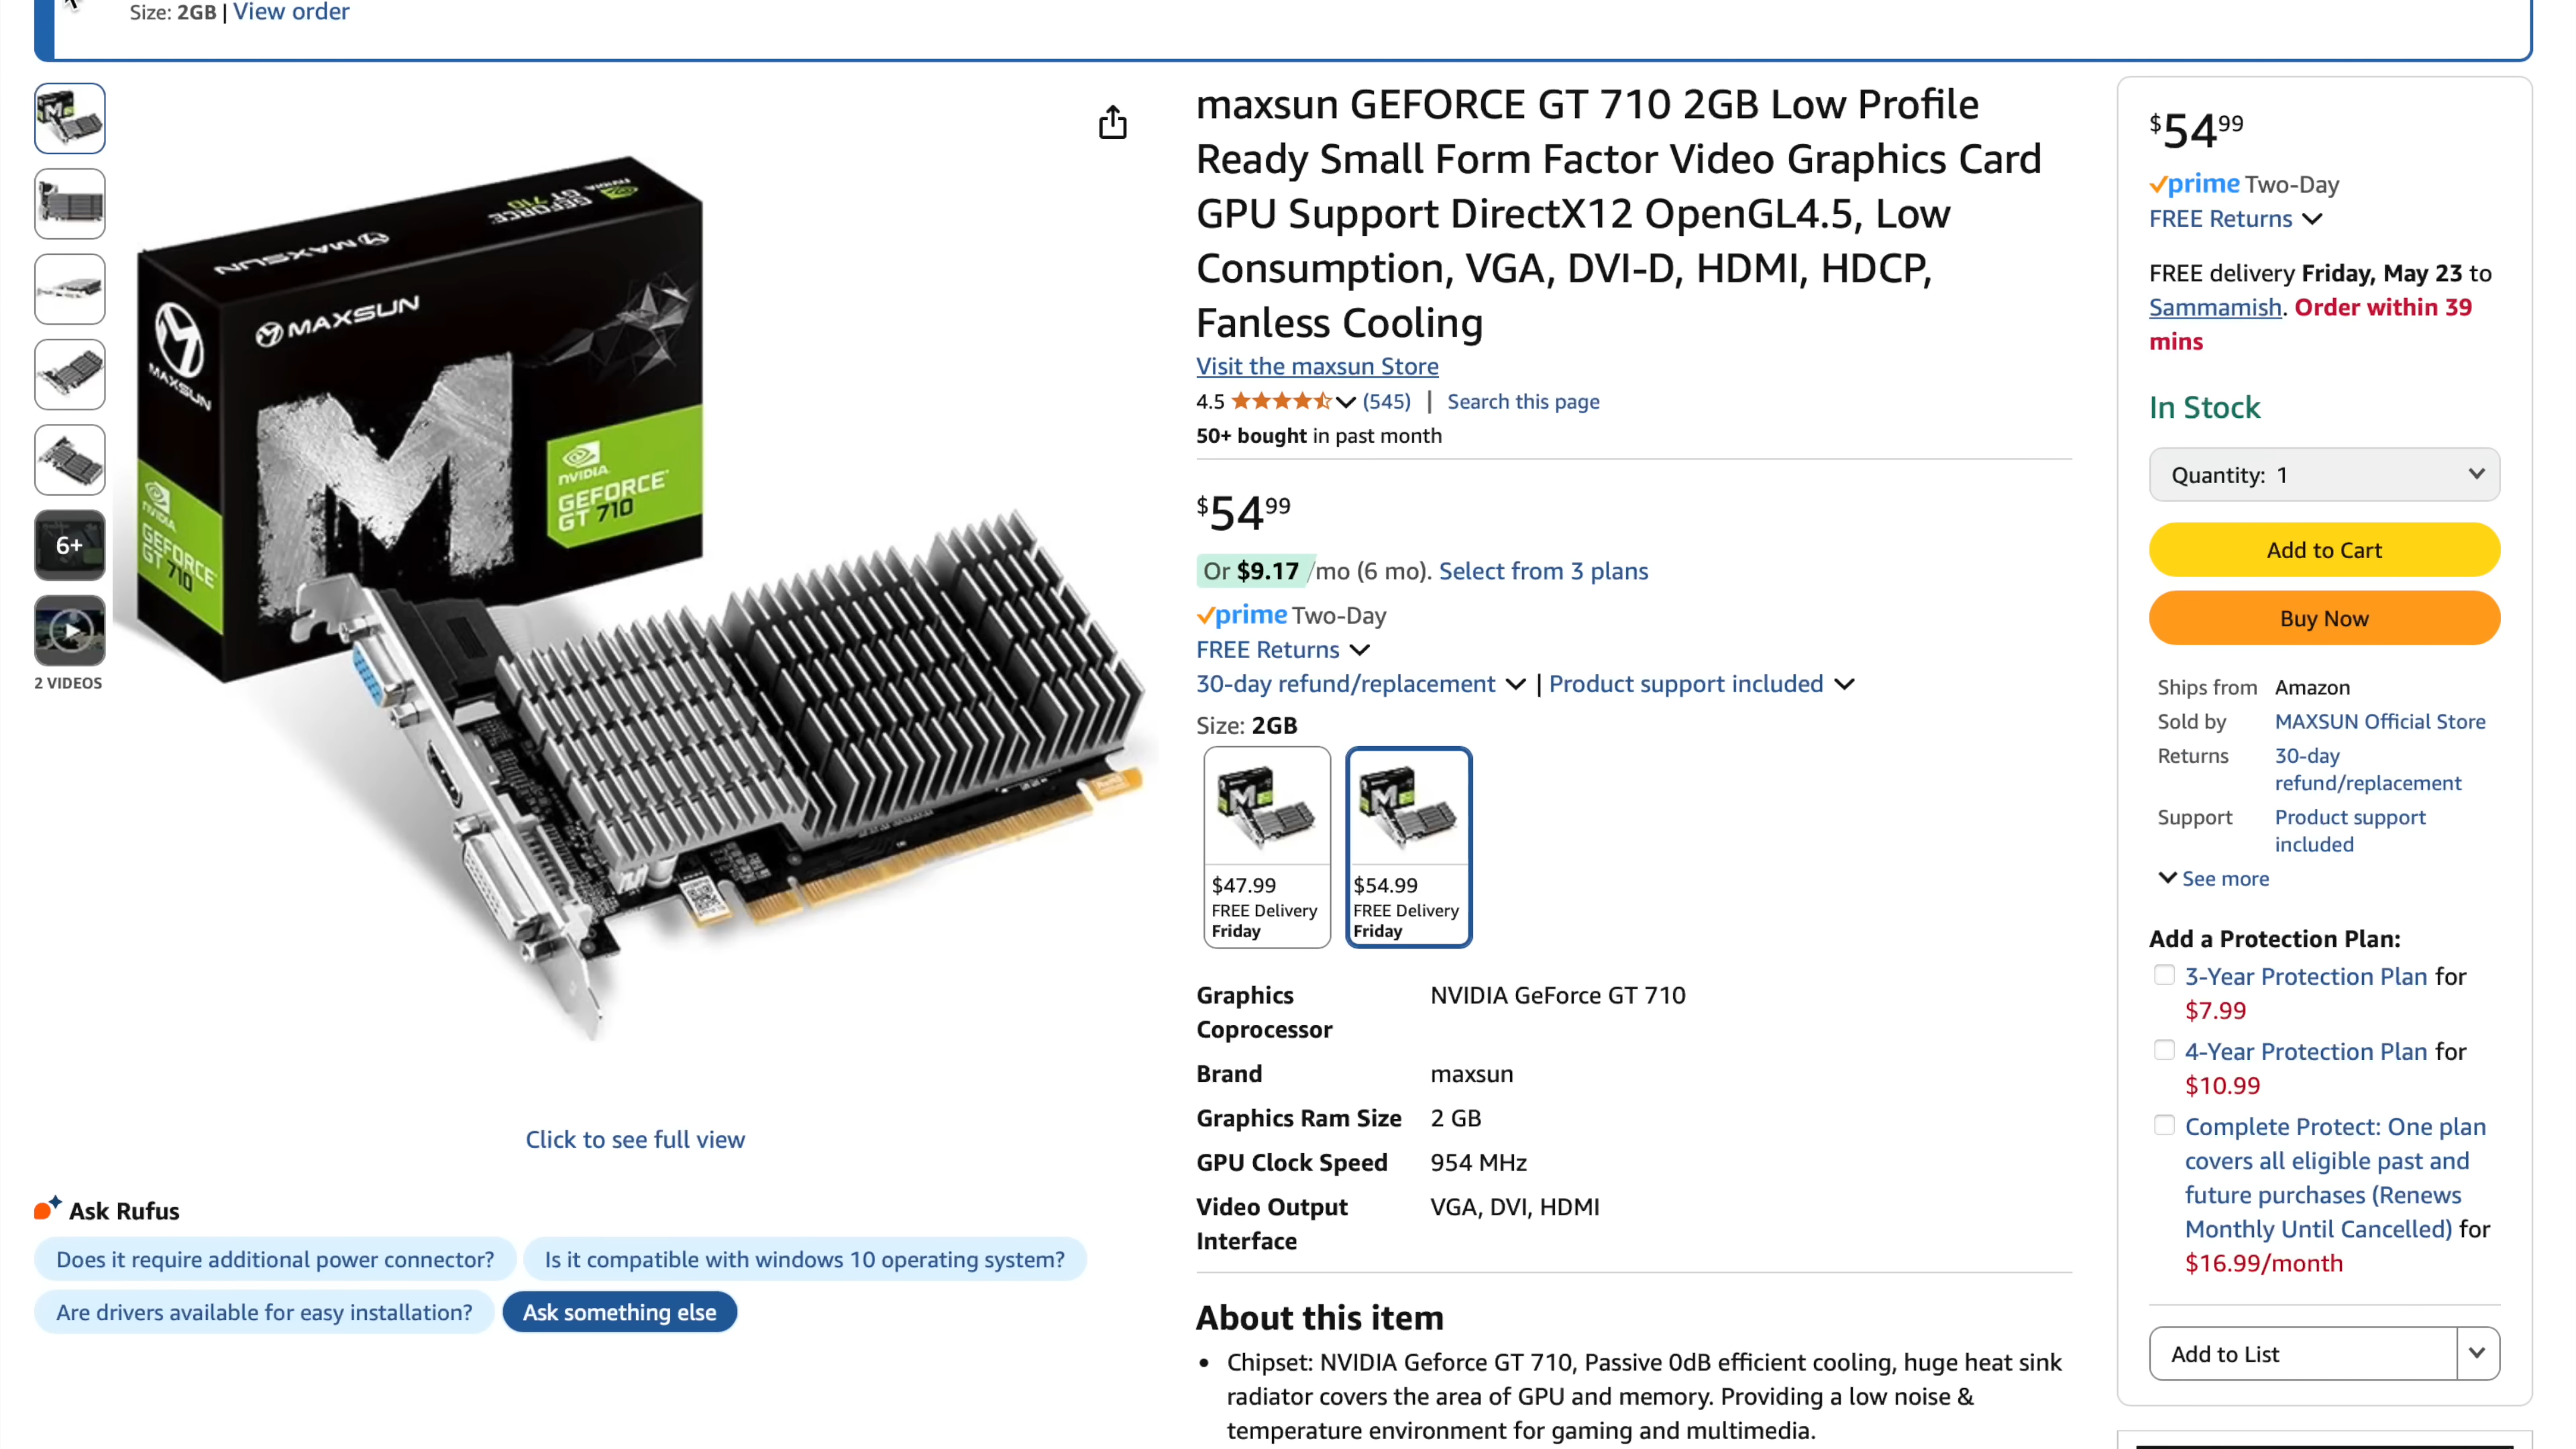 Size: 2GB | View order
MAXSUN
NVIDIA
GEFORCE
GT 710
MAXSUN
MAXSUN
M
NVIDIA
GEFORCE
GT 710
NVIDIA
GEFORCE
GT 710
6+
2 VIDEOS
Click to see full view
Ask Rufus
Does it require additional power connector?
Is it compatible with windows 10 operating system?
Are drivers available for easy installation?
Ask something else
maxsun GEFORCE GT 710 2GB Low Profile
Ready Small Form Factor Video Graphics Card
GPU Support DirectX12 OpenGL4.5, Low
Consumption, VGA, DVI-D, HDMI, HDCP,
Fanless Cooling
Visit the maxsun Store
4.5 (545) | Search this page
50+ bought in past month
$54.99
Or $9.17 /mo (6 mo). Select from 3 plans
prime Two-Day
FREE Returns
30-day refund/replacement | Product support included
Size: 2GB
$47.99
FREE Delivery
Friday
$54.99
FREE Delivery
Friday
Graphics Coprocessor NVIDIA GeForce GT 710
Brand maxsun
Graphics Ram Size 2 GB
GPU Clock Speed 954 MHz
Video Output Interface VGA, DVI, HDMI
About this item
• Chipset: NVIDIA Geforce GT 710, Passive 0dB efficient cooling, huge heat sink
radiator covers the area of GPU and memory. Providing a low noise &
temperature environment for gaming and multimedia.
$54.99
prime Two-Day
FREE Returns
FREE delivery Friday, May 23 to
Sammamish. Order within 39
mins
In Stock
Quantity: 1
Add to Cart
Buy Now
Ships from Amazon
Sold by MAXSUN Official Store
Returns 30-day
refund/replacement
Support Product support
included
See more
Add a Protection Plan:
3-Year Protection Plan for
$7.99
4-Year Protection Plan for
$10.99
Complete Protect: One plan
covers all eligible past and
future purchases (Renews
Monthly Until Cancelled) for
$16.99/month
Add to List